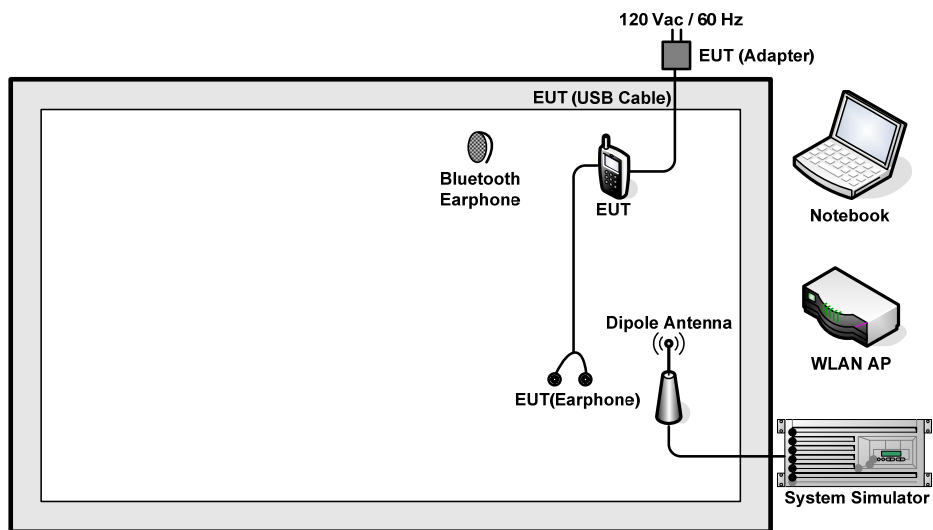 120 Vac / 60 Hz
EUT (Adapter)
EUT (USB Cable)
Bluetooth
Earphone
EUT
Notebook
Dipole Antenna
WLAN AP
EUT(Earphone)
System Simulator